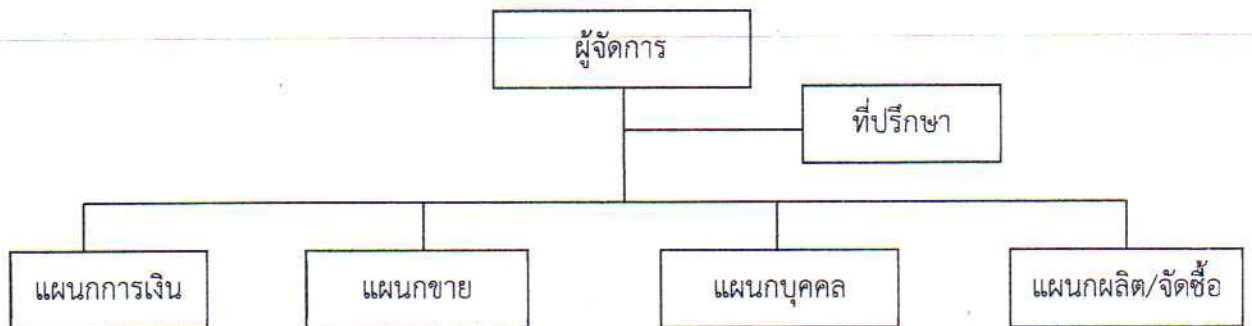 ผู้จัดการ
ที่ปรึกษา
แผนกการเงิน
แผนกขาย
แผนกบุคคล
แผนกผลิต/จัดซื้อ